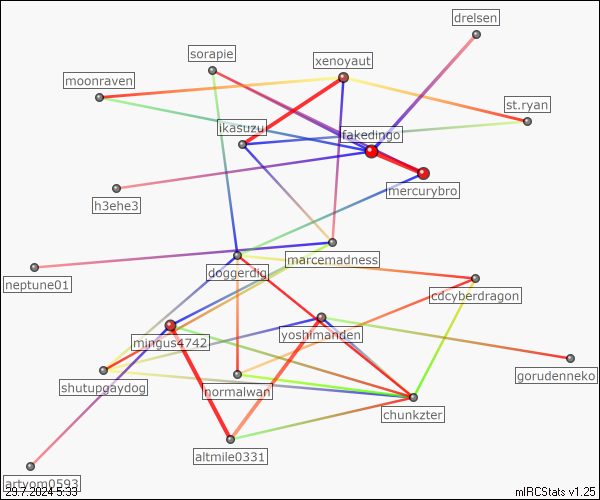 drelsen
sorapie
xenoyaut
moonraven
st.ryan
ikasuzu
fakedingo
mercurybro
h3ehe3
marcemadness
doggerdig
neptune01
cdcyberdragon
mingus4742
yoshimanden
gorudenneko
shutupgaydog
normalwan
chunkzter
altmile0331
artyom0593
29.7.2024 5:33
mIRCStats v1.25